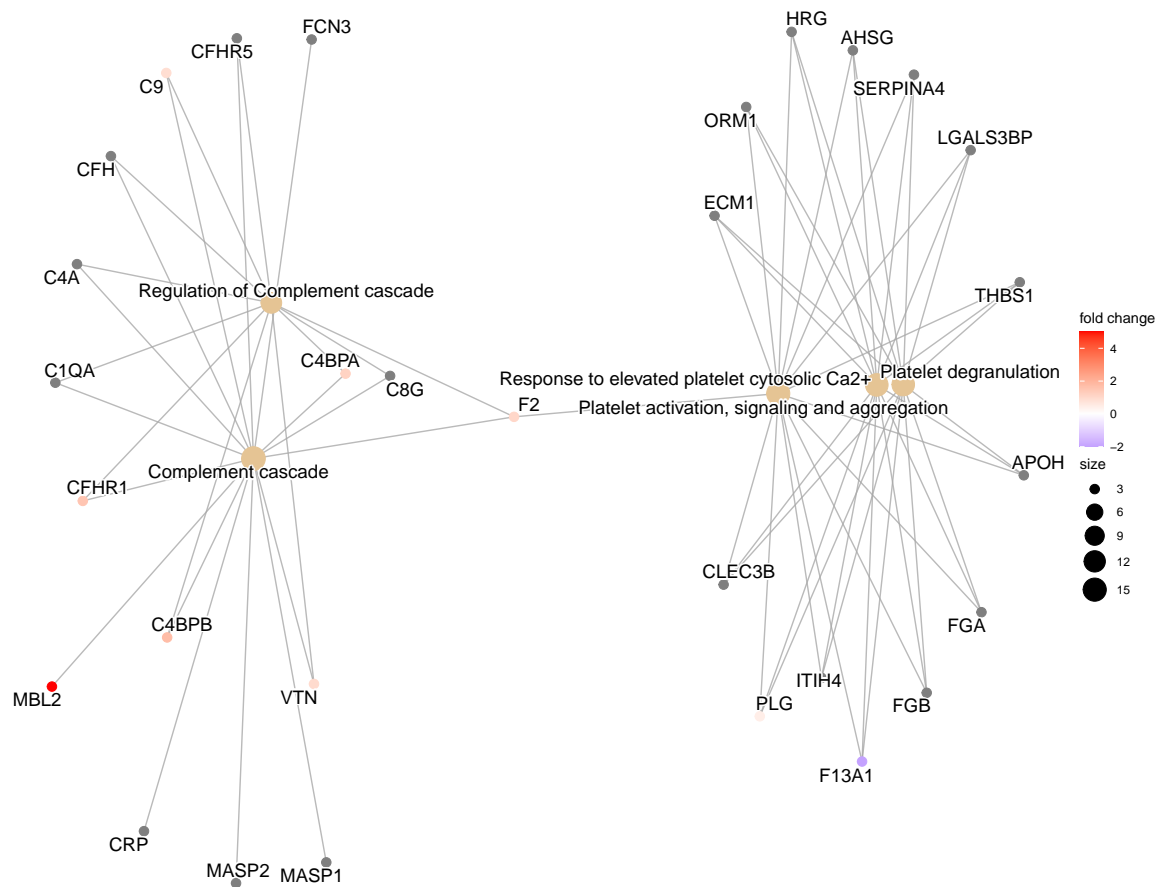 HRG
FCN3
AHSG
CFHR5
C9
SERPINA4
ORM1
LGALS3BP
CFH
ECM1
C4A
Regulation of Complement cascade
THBS1
fold change
4
2
0
−2
C4BPA
C1QA
C8G
Response to elevated platelet cytosolic Ca2+
Platelet degranulation
F2
Platelet activation, signaling and aggregation
size
3
6
9
12
15
APOH
Complement cascade
CFHR1
CLEC3B
C4BPB
FGA
ITIH4
MBL2
VTN
PLG
FGB
F13A1
CRP
MASP2
MASP1